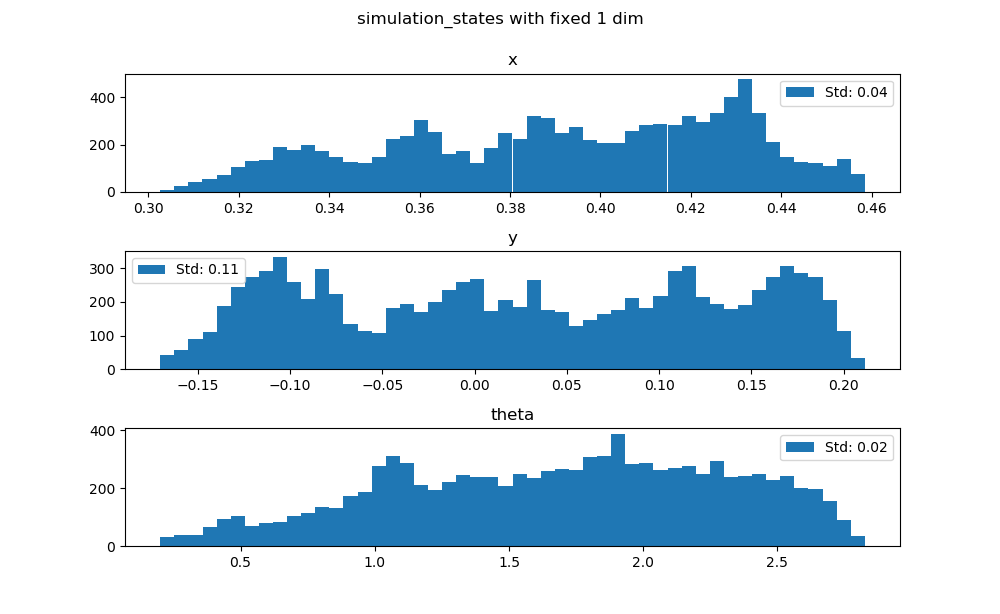 simulation_states with fixed 1 dim
x
400
200
0
Std: 0.04
0.30 0.32 0.34 0.36 0.38 0.40 0.42 0.44 0.46
y
300
200
100
0
Std: 0.11
−0.15 −0.10 −0.05 0.00 0.05 0.10 0.15 0.20
theta
400
200
0
Std: 0.02
0.5 1.0 1.5 2.0 2.5